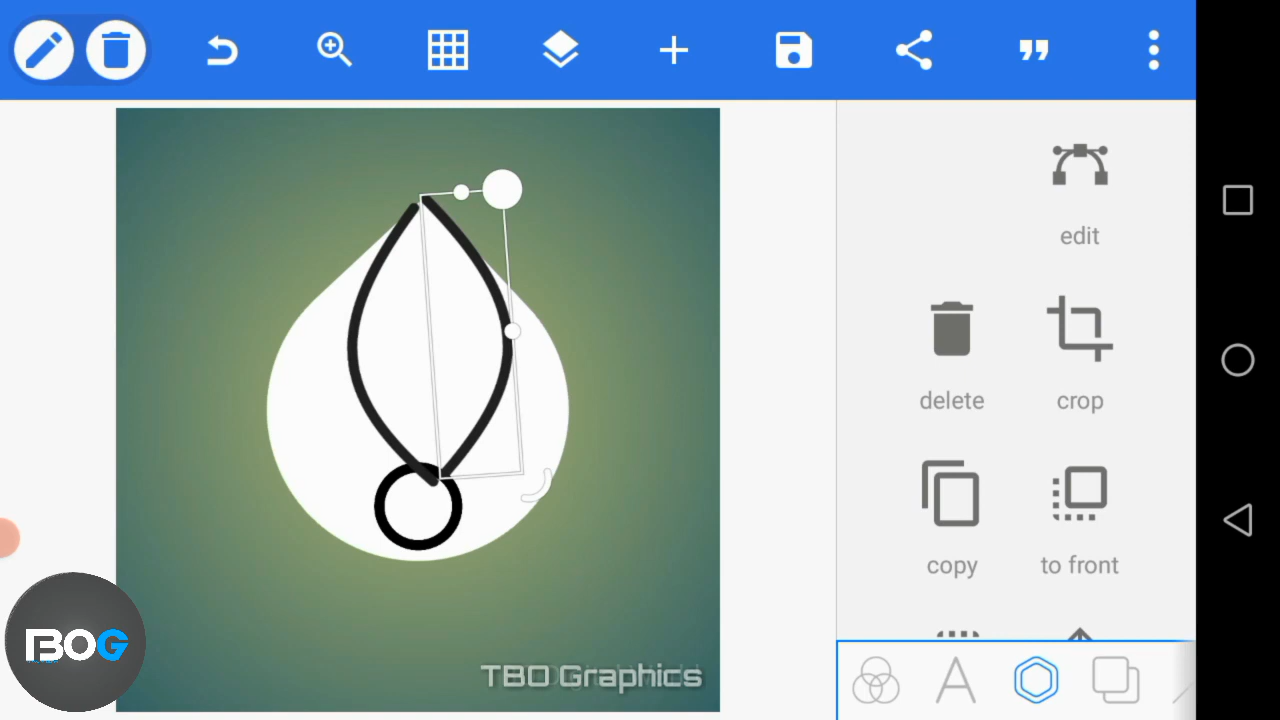 edit
delete
crop
copy
to front
BOG
TBO Graphics